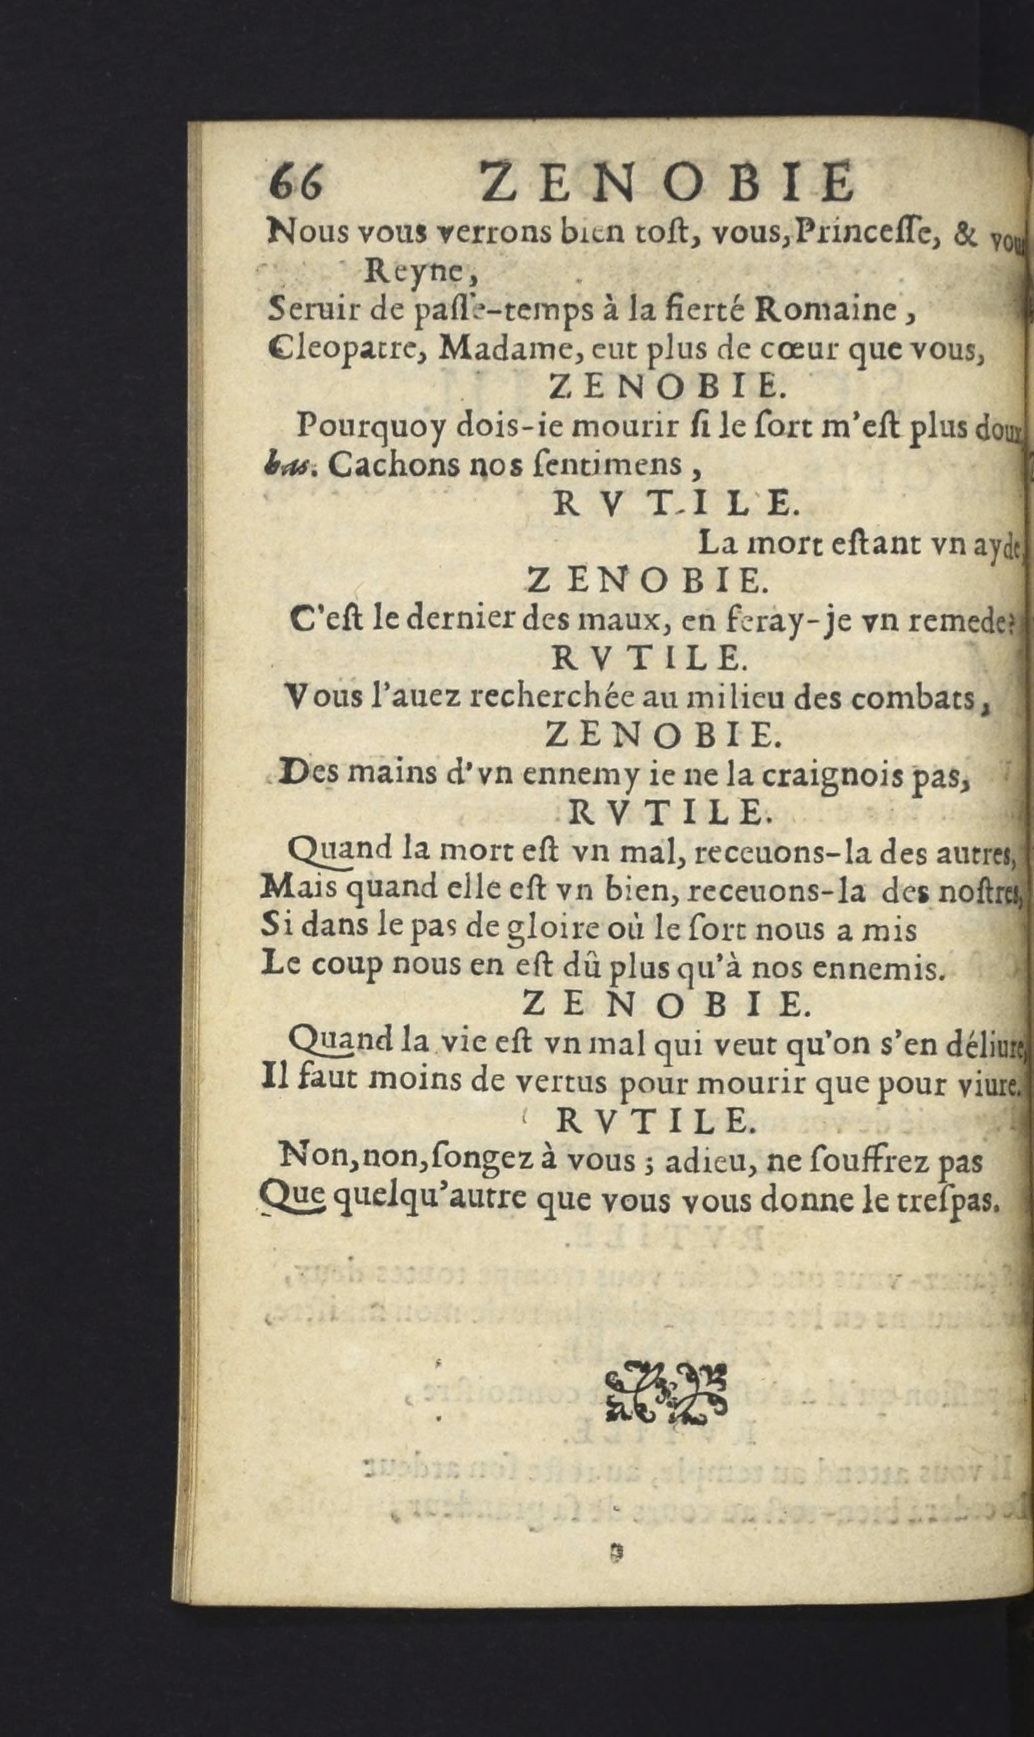 66 ZENOBIE
Nous vous verrons bien toſt, vous, Princeſſe, & vous
Reyne,
Seruir de paſſe-temps à la fierté Romaine,
Cleopatre, Madame, eut plus de cœur que vous,
ZENOBIE.
Pourquoy dois-ie mourir ſi le ſort m'eſt plus doux
bas. Cachons nos ſentimens,
RVTILE.
La mort eſtant vn ayde
ZENOBIE.
C'eſt le dernier des maux, en feray-je vn remede?
RVTILE.
Vous l'auez recherchée au milieu des combats,
ZENOBIE.
Des mains d'vn ennemy ie ne la craignois pas,
RVTILE.
Quand la mort eſt vn mal, receuons-la des autres,
Mais quand elle eſt vn bien, receuons-la des noſtres,
Si dans le pas de gloire où le ſort nous a mis
Le coup nous en eſt dû plus qu'à nos ennemis.
ZENOBIE.
Quand la vie eſt vn mal qui veut qu'on s'en déliure,
Il faut moins de vertus pour mourir que pour viure.
RVTILE.
Non, non, ſongez à vous; adieu, ne ſouffrez pas
Que quelqu'autre que vous vous donne le treſpas.